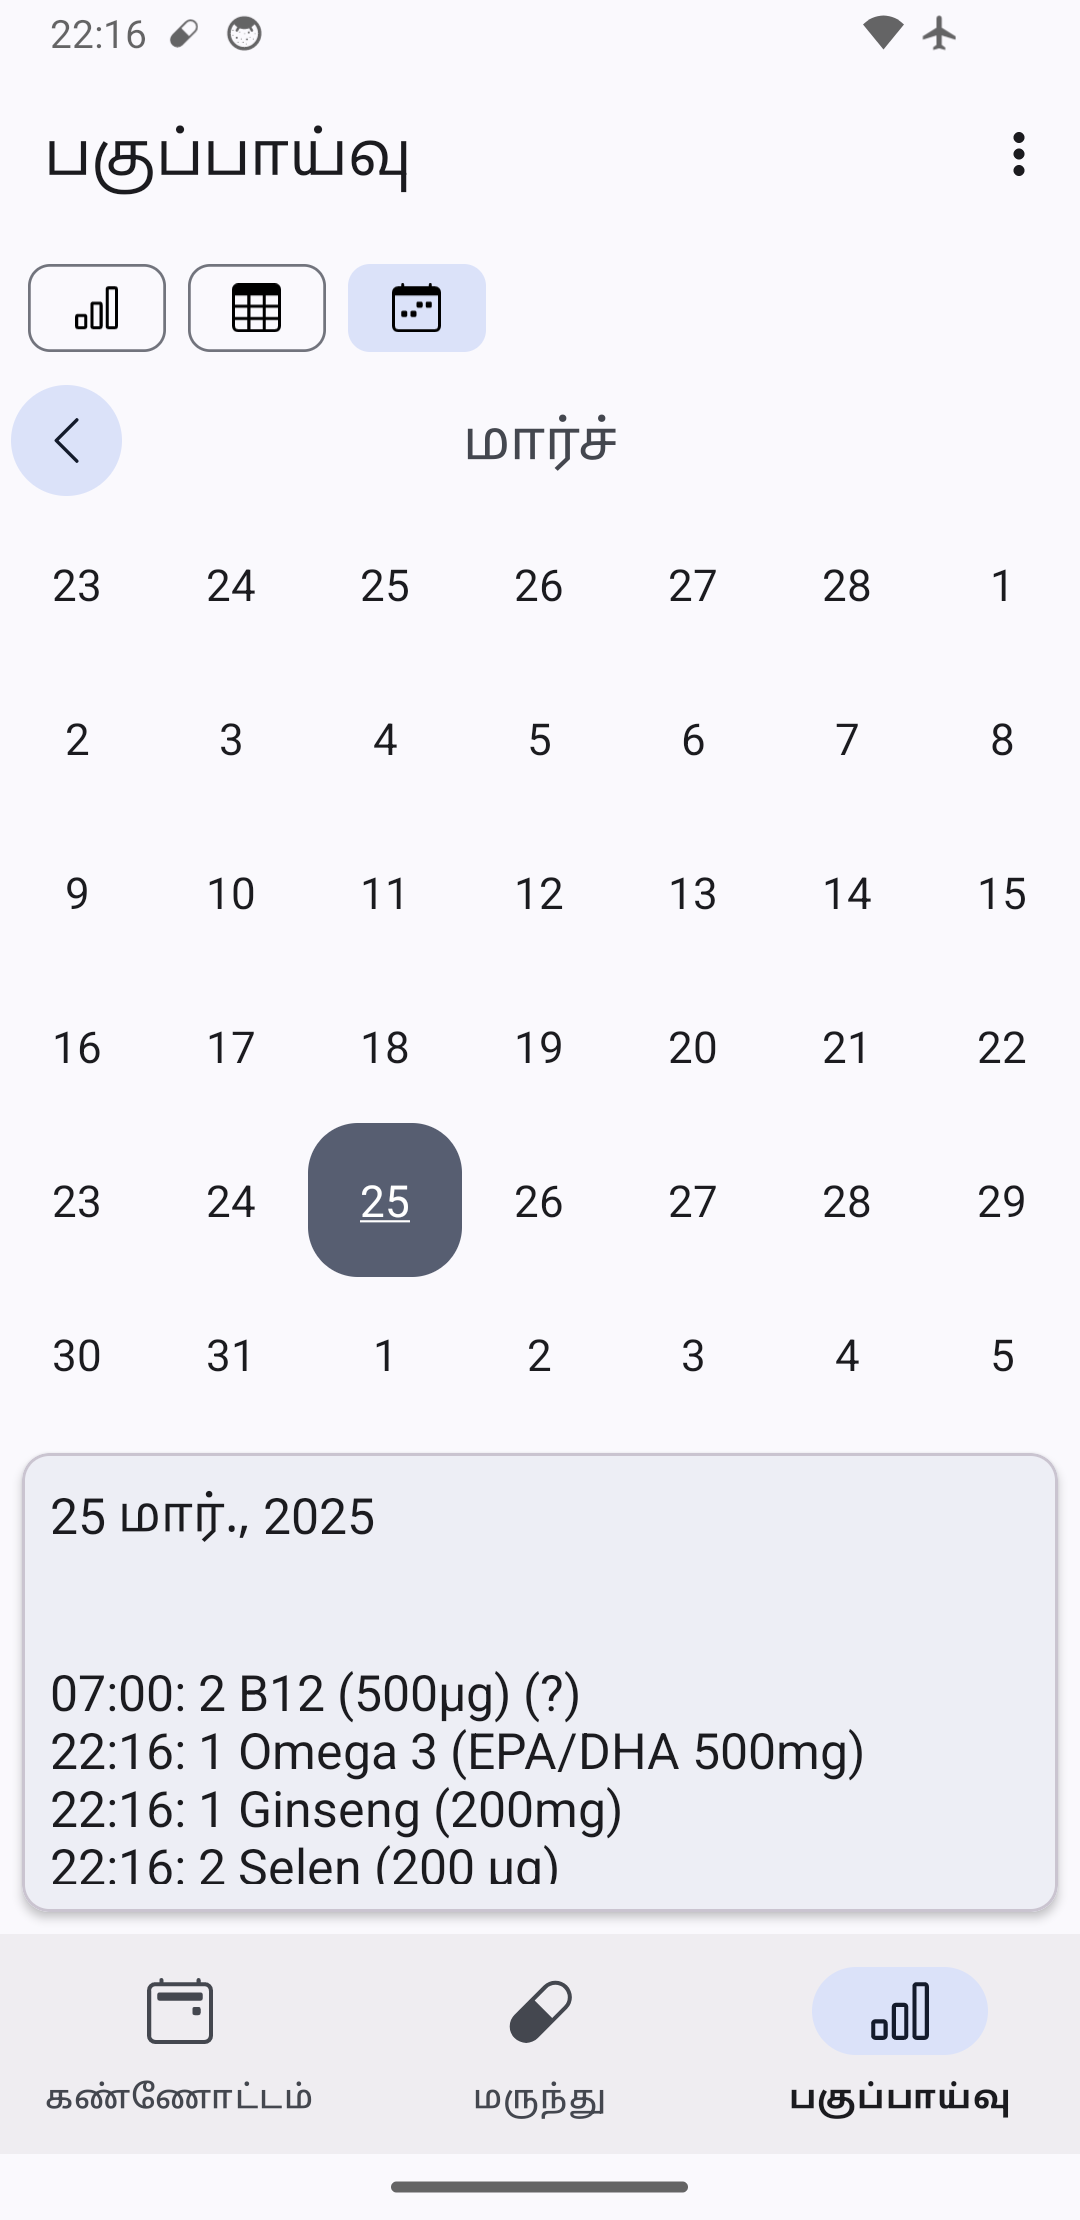 22:16
பகுப்பாய்வு
மார்ச்
23 24 25 26 27 28 1
2 3 4 5 6 7 8
9 10 11 12 13 14 15
16 17 18 19 20 21 22
23 24 25 26 27 28 29
30 31 1 2 3 4 5
25 மார்., 2025
07:00: 2 B12 (500µg) (?)
22:16: 1 Omega 3 (EPA/DHA 500mg)
22:16: 1 Ginseng (200mg)
22:16: 2 Selen (200 µg)
கண்ணோட்டம் மருந்து பகுப்பாய்வு